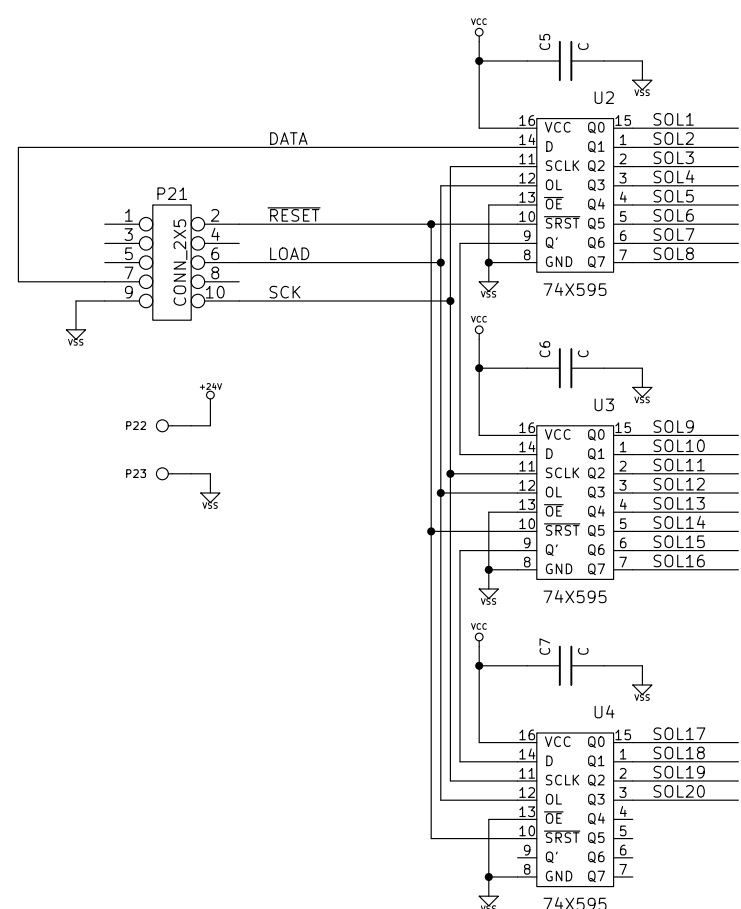 VCC
C5
C
VSS
U2
16 VCC Q0 15 SOL1
DATA 14 D Q1 1 SOL2
11 SCLK Q2 2 SOL3
12 OL Q3 3 SOL4
13 OE Q4 4 SOL5
10 SRST Q5 5 SOL6
9 Q' Q6 6 SOL7
8 GND Q7 7 SOL8
VSS
74X595
P21
CONN_2X5
1 2 RESET
3 4
5 6 LOAD
7 8
9 10 SCK
VSS
VCC
C6
C
VSS
+24V
P22
P23
VSS
U3
16 VCC Q0 15 SOL9
14 D Q1 1 SOL10
11 SCLK Q2 2 SOL11
12 OL Q3 3 SOL12
13 OE Q4 4 SOL13
10 SRST Q5 5 SOL14
9 Q' Q6 6 SOL15
8 GND Q7 7 SOL16
VSS
74X595
VCC
C7
C
VSS
U4
16 VCC Q0 15 SOL17
14 D Q1 1 SOL18
11 SCLK Q2 2 SOL19
12 OL Q3 3 SOL20
13 OE Q4 4
10 SRST Q5 5
9 Q' Q6 6
8 GND Q7 7
VSS
74X595